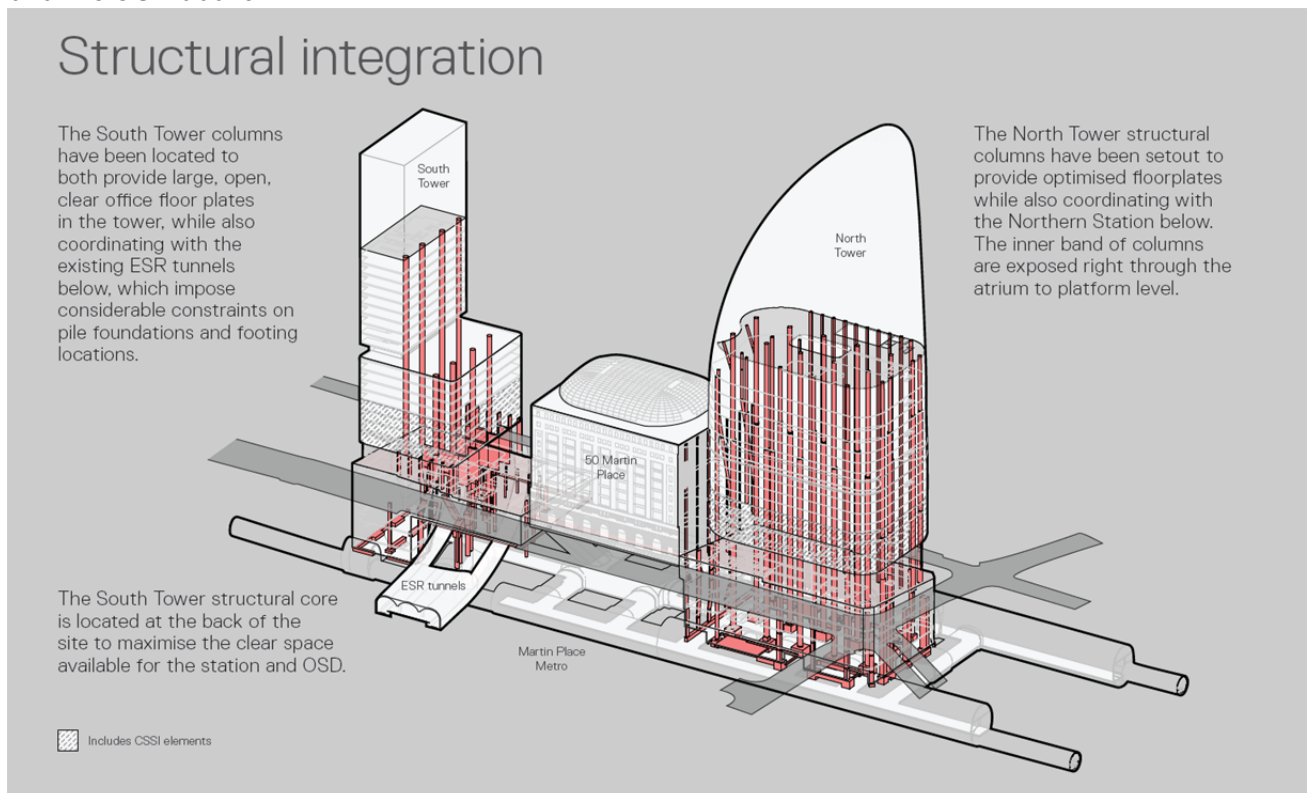 Structural integration
The South Tower columns
have been located to
both provide large, open,
clear office floor plates
in the tower, while also
coordinating with the
existing ESR tunnels
below, which impose
considerable constraints on
pile foundations and footing
locations.
South
Tower
North
Tower
The North Tower structural
columns have been setout to
provide optimised floorplates
while also coordinating with
the Northern Station below.
The inner band of columns
are exposed right through the
atrium to platform level.
50 Martin
Place
ESR tunnels
The South Tower structural core
is located at the back of the
site to maximise the clear space
available for the station and OSD.
Martin Place
Metro
Includes CSSI elements